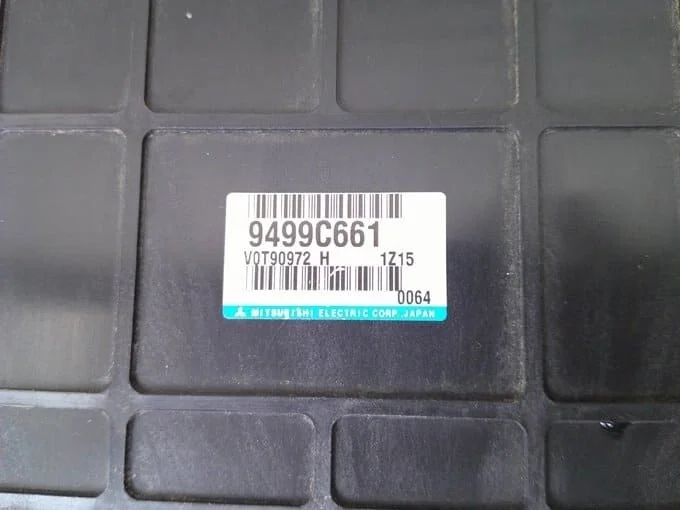 9499C661
V0T90972 H 1Z15
0064
MITSUBISHI ELECTRIC CORP.,JAPAN